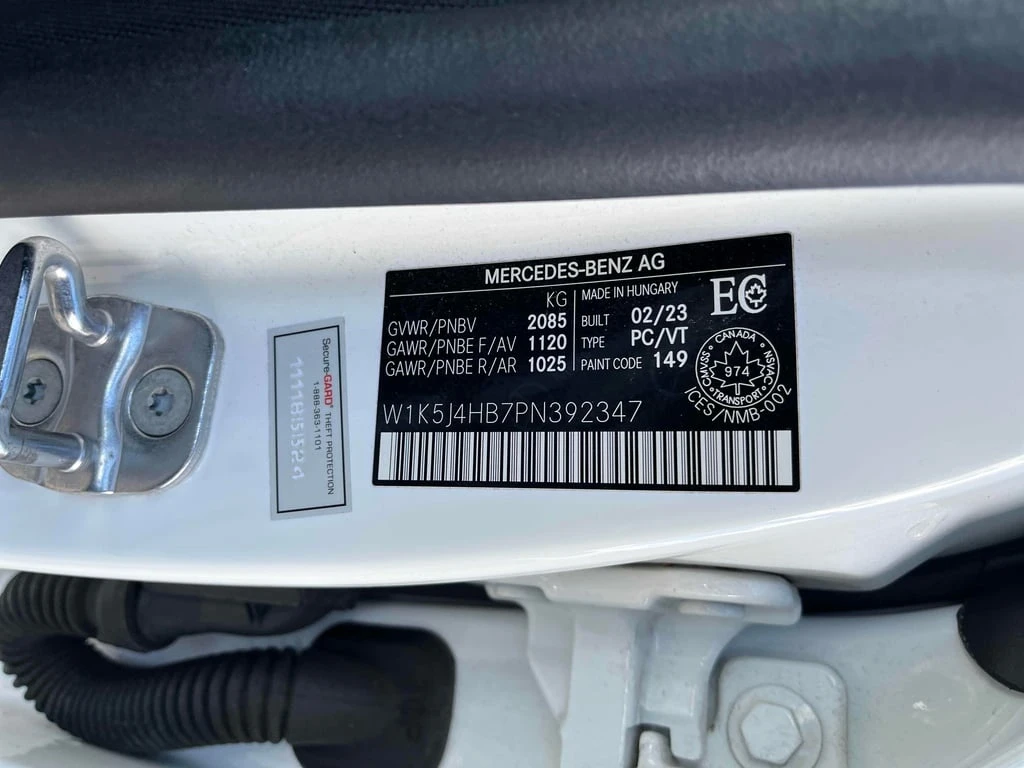 MERCEDES-BENZ AG
KG
GVWR/PNBV 2085
GAWR/PNBE F/AV 1120
GAWR/PNBE R/AR 1025
MADE IN HUNGARY
BUILT 02/23
TYPE PC/VT
PAINT CODE 149
EC
CANADA
CMVSS
NSVAC
974
TRANSPORT
ICES/NMB-002
W1K5J4HB7PN392347
Secure-GARD® THEFT PROTECTION
1-888-363-1101